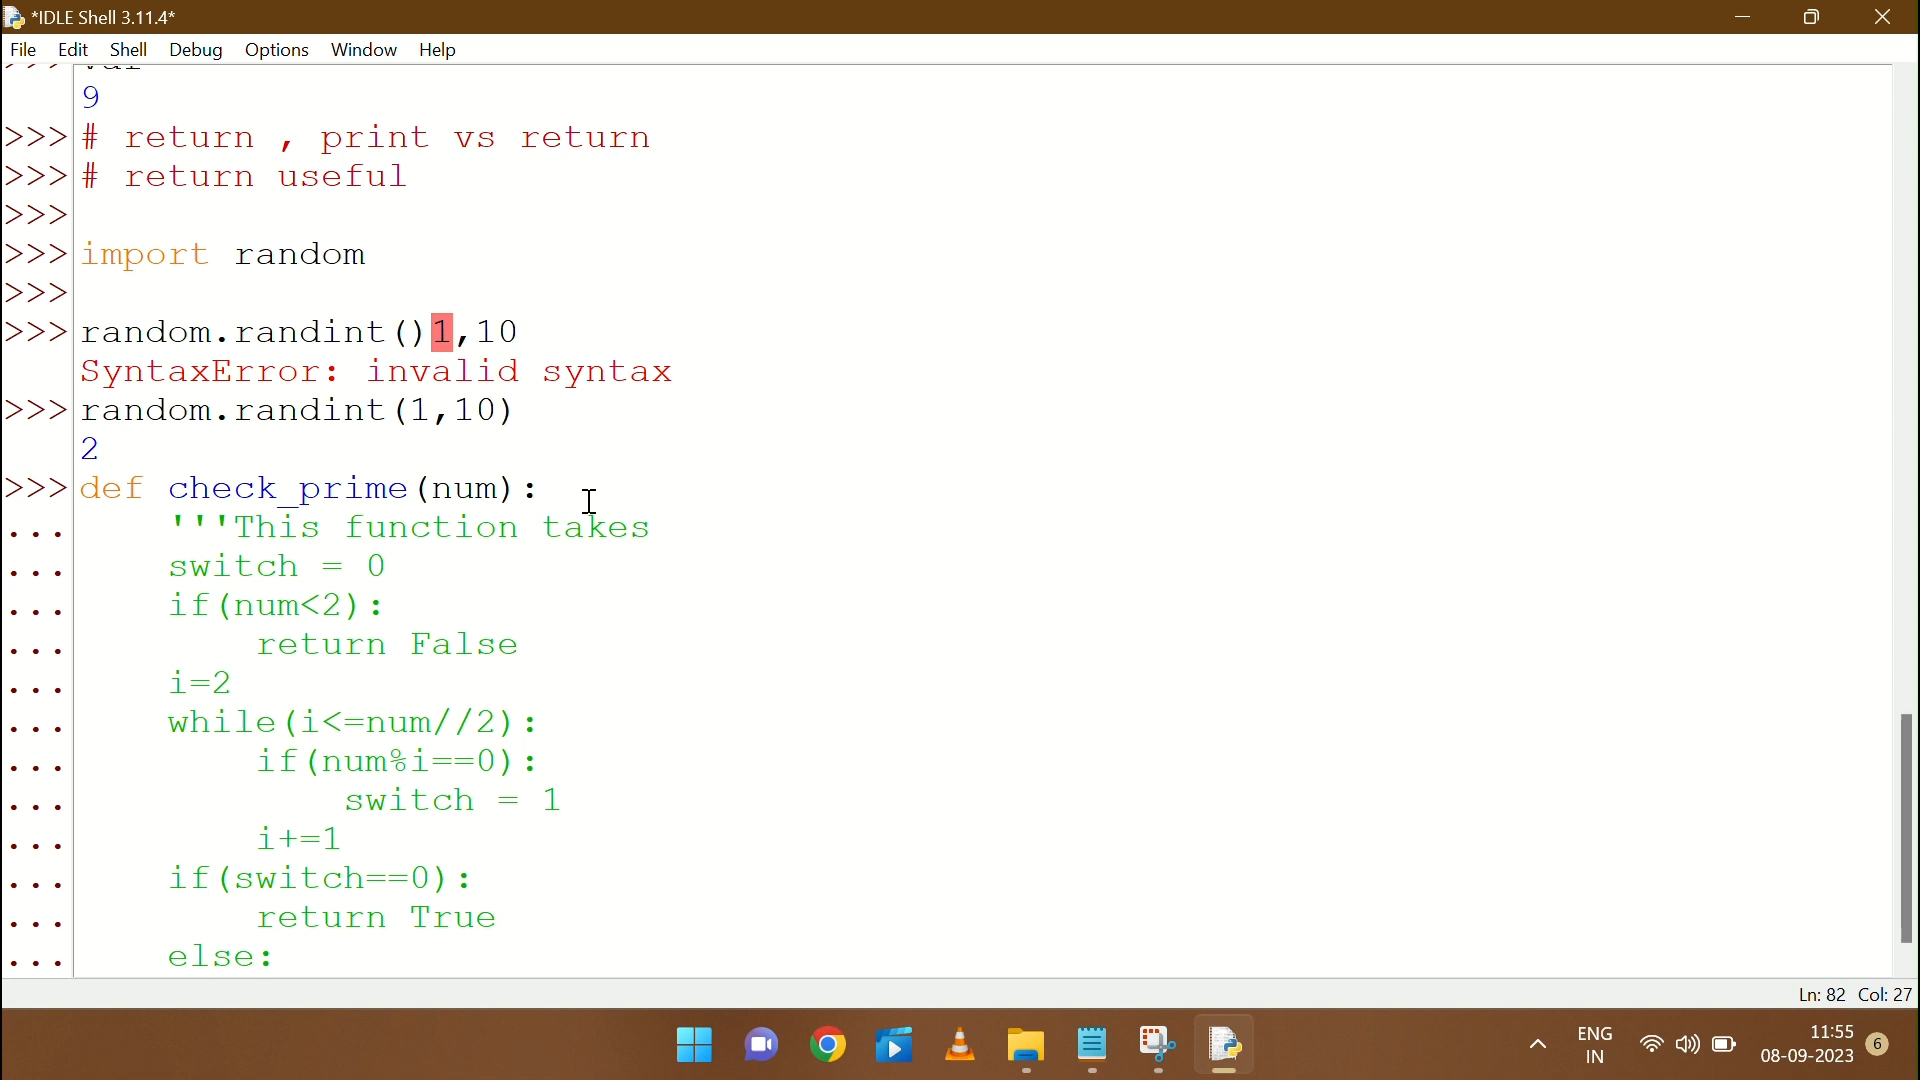 *IDLE Shell 3.11.4*
File Edit Shell Debug Options Window Help
9
>>> # return , print vs return
>>> # return useful
>>>
>>> import random
>>>
>>> random.randint()1,10
SyntaxError: invalid syntax
>>> random.randint(1,10)
2
>>> def check_prime(num):
...     '''This function takes
...     switch = 0
...     if(num<2):
...         return False
...     i=2
...     while(i<=num//2):
...         if(num%i==0):
...             switch = 1
...         i+=1
...     if(switch==0):
...         return True
...     else:
Ln: 82 Col: 27
ENG
IN
11:55
08-09-2023
6